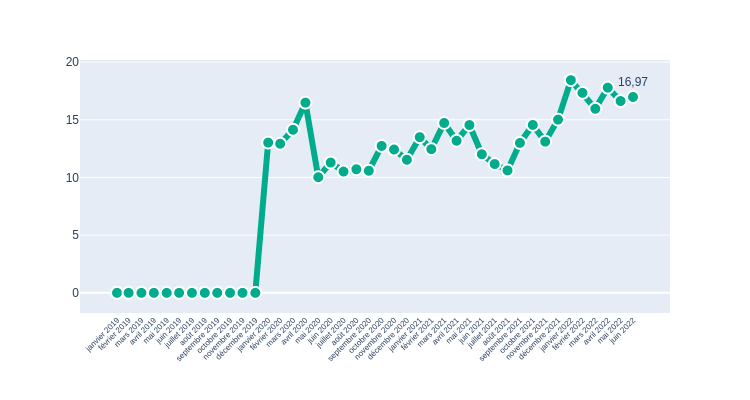 20
15
10
5
0
16,97
janvier 2019
février 2019
mars 2019
avril 2019
mai 2019
juin 2019
juillet 2019
août 2019
septembre 2019
octobre 2019
novembre 2019
décembre 2019
janvier 2020
février 2020
mars 2020
avril 2020
mai 2020
juin 2020
juillet 2020
août 2020
septembre 2020
octobre 2020
novembre 2020
décembre 2020
janvier 2021
février 2021
mars 2021
avril 2021
mai 2021
juin 2021
juillet 2021
août 2021
septembre 2021
octobre 2021
novembre 2021
décembre 2021
janvier 2022
février 2022
mars 2022
avril 2022
mai 2022
juin 2022